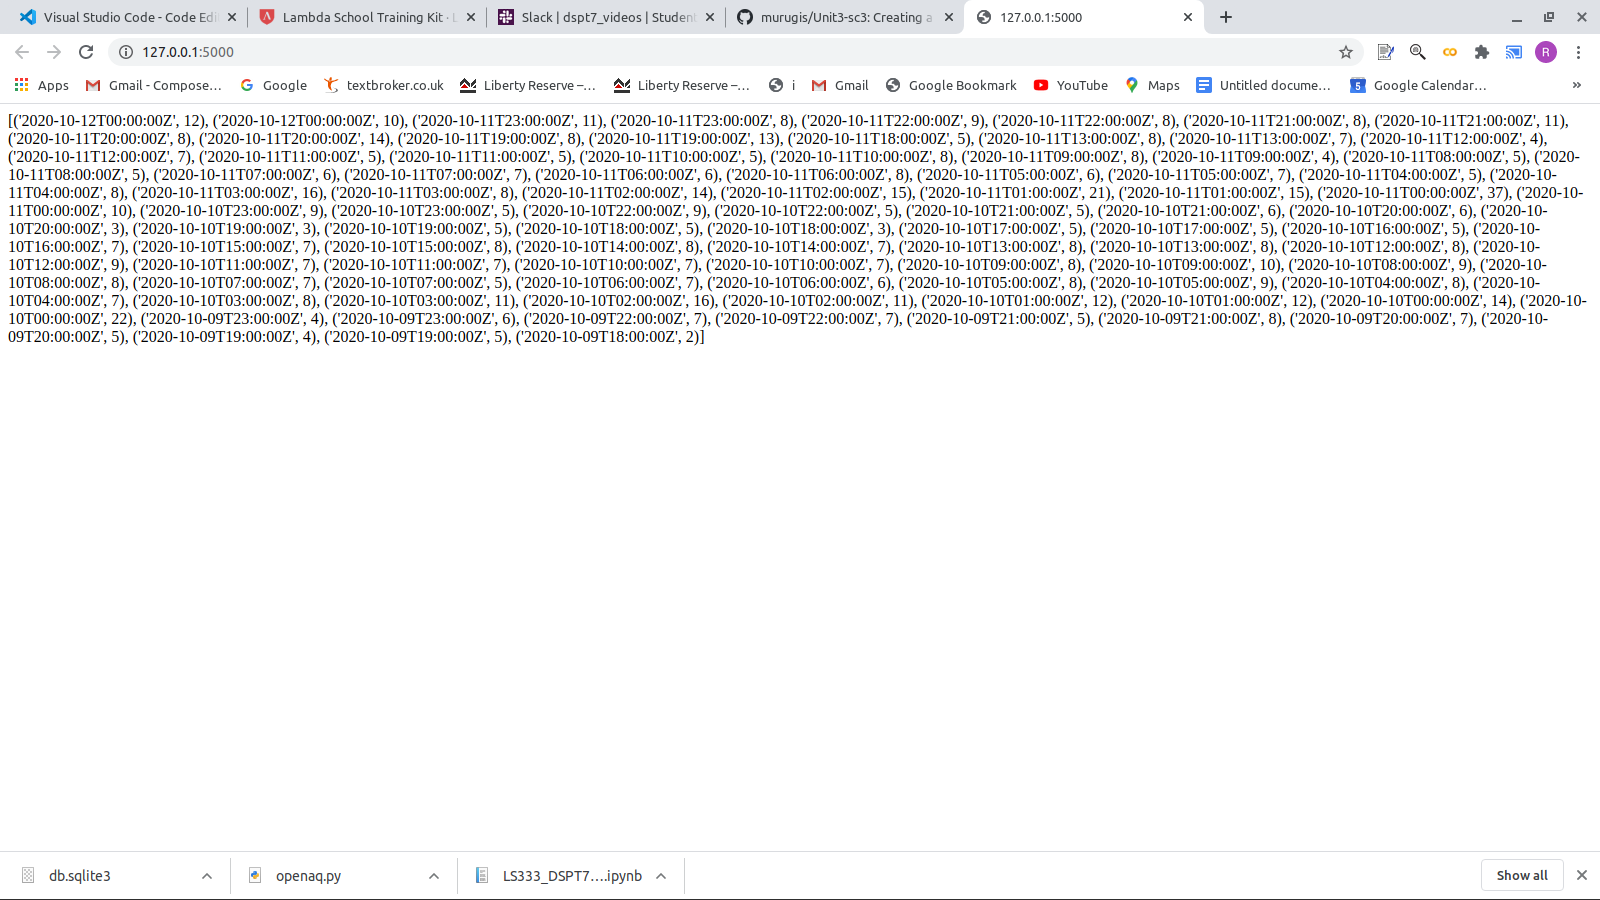 Visual Studio Code - Code Edi
Lambda School Training Kit · L
Slack | dspt7_videos | Studen
murugis/Unit3-sc3: Creating a
127.0.0.1:5000
127.0.0.1:5000
R
Apps
Gmail - Compose...
Google
textbroker.co.uk
Liberty Reserve –...
Liberty Reserve –...
i
Gmail
Google Bookmark
YouTube
Maps
Untitled docume...
Google Calendar...
»
[('2020-10-12T00:00:00Z', 12), ('2020-10-12T00:00:00Z', 10), ('2020-10-11T23:00:00Z', 11), ('2020-10-11T23:00:00Z', 8), ('2020-10-11T22:00:00Z', 9), ('2020-10-11T22:00:00Z', 8), ('2020-10-11T21:00:00Z', 8), ('2020-10-11T21:00:00Z', 11),
('2020-10-11T20:00:00Z', 8), ('2020-10-11T20:00:00Z', 14), ('2020-10-11T19:00:00Z', 8), ('2020-10-11T19:00:00Z', 13), ('2020-10-11T18:00:00Z', 5), ('2020-10-11T13:00:00Z', 8), ('2020-10-11T13:00:00Z', 7), ('2020-10-11T12:00:00Z', 4),
('2020-10-11T12:00:00Z', 7), ('2020-10-11T11:00:00Z', 5), ('2020-10-11T11:00:00Z', 5), ('2020-10-11T10:00:00Z', 5), ('2020-10-11T10:00:00Z', 8), ('2020-10-11T09:00:00Z', 8), ('2020-10-11T09:00:00Z', 4), ('2020-10-11T08:00:00Z', 5), ('2020-10-
11T08:00:00Z', 5), ('2020-10-11T07:00:00Z', 6), ('2020-10-11T07:00:00Z', 7), ('2020-10-11T06:00:00Z', 6), ('2020-10-11T06:00:00Z', 8), ('2020-10-11T05:00:00Z', 6), ('2020-10-11T05:00:00Z', 7), ('2020-10-11T04:00:00Z', 5), ('2020-10-
11T04:00:00Z', 8), ('2020-10-11T03:00:00Z', 16), ('2020-10-11T03:00:00Z', 8), ('2020-10-11T02:00:00Z', 14), ('2020-10-11T02:00:00Z', 15), ('2020-10-11T01:00:00Z', 21), ('2020-10-11T01:00:00Z', 15), ('2020-10-11T00:00:00Z', 37), ('2020-10-
11T00:00:00Z', 10), ('2020-10-10T23:00:00Z', 9), ('2020-10-10T23:00:00Z', 5), ('2020-10-10T22:00:00Z', 9), ('2020-10-10T22:00:00Z', 5), ('2020-10-10T21:00:00Z', 5), ('2020-10-10T21:00:00Z', 6), ('2020-10-10T20:00:00Z', 6), ('2020-10-
10T20:00:00Z', 3), ('2020-10-10T19:00:00Z', 3), ('2020-10-10T19:00:00Z', 5), ('2020-10-10T18:00:00Z', 5), ('2020-10-10T18:00:00Z', 3), ('2020-10-10T17:00:00Z', 5), ('2020-10-10T17:00:00Z', 5), ('2020-10-10T16:00:00Z', 5), ('2020-10-
10T16:00:00Z', 7), ('2020-10-10T15:00:00Z', 7), ('2020-10-10T15:00:00Z', 8), ('2020-10-10T14:00:00Z', 8), ('2020-10-10T14:00:00Z', 7), ('2020-10-10T13:00:00Z', 8), ('2020-10-10T13:00:00Z', 8), ('2020-10-10T12:00:00Z', 8), ('2020-10-
10T12:00:00Z', 9), ('2020-10-10T11:00:00Z', 7), ('2020-10-10T11:00:00Z', 7), ('2020-10-10T10:00:00Z', 7), ('2020-10-10T10:00:00Z', 7), ('2020-10-10T09:00:00Z', 8), ('2020-10-10T09:00:00Z', 10), ('2020-10-10T08:00:00Z', 9), ('2020-10-
10T08:00:00Z', 8), ('2020-10-10T07:00:00Z', 7), ('2020-10-10T07:00:00Z', 5), ('2020-10-10T06:00:00Z', 7), ('2020-10-10T06:00:00Z', 6), ('2020-10-10T05:00:00Z', 8), ('2020-10-10T05:00:00Z', 9), ('2020-10-10T04:00:00Z', 8), ('2020-10-
10T04:00:00Z', 7), ('2020-10-10T03:00:00Z', 8), ('2020-10-10T03:00:00Z', 11), ('2020-10-10T02:00:00Z', 16), ('2020-10-10T02:00:00Z', 11), ('2020-10-10T01:00:00Z', 12), ('2020-10-10T01:00:00Z', 12), ('2020-10-10T00:00:00Z', 14), ('2020-10-
10T00:00:00Z', 22), ('2020-10-09T23:00:00Z', 4), ('2020-10-09T23:00:00Z', 6), ('2020-10-09T22:00:00Z', 7), ('2020-10-09T22:00:00Z', 7), ('2020-10-09T21:00:00Z', 5), ('2020-10-09T21:00:00Z', 8), ('2020-10-09T20:00:00Z', 7), ('2020-10-
09T20:00:00Z', 5), ('2020-10-09T19:00:00Z', 4), ('2020-10-09T19:00:00Z', 5), ('2020-10-09T18:00:00Z', 2)]
db.sqlite3
openaq.py
LS333_DSPT7....ipynb
Show all